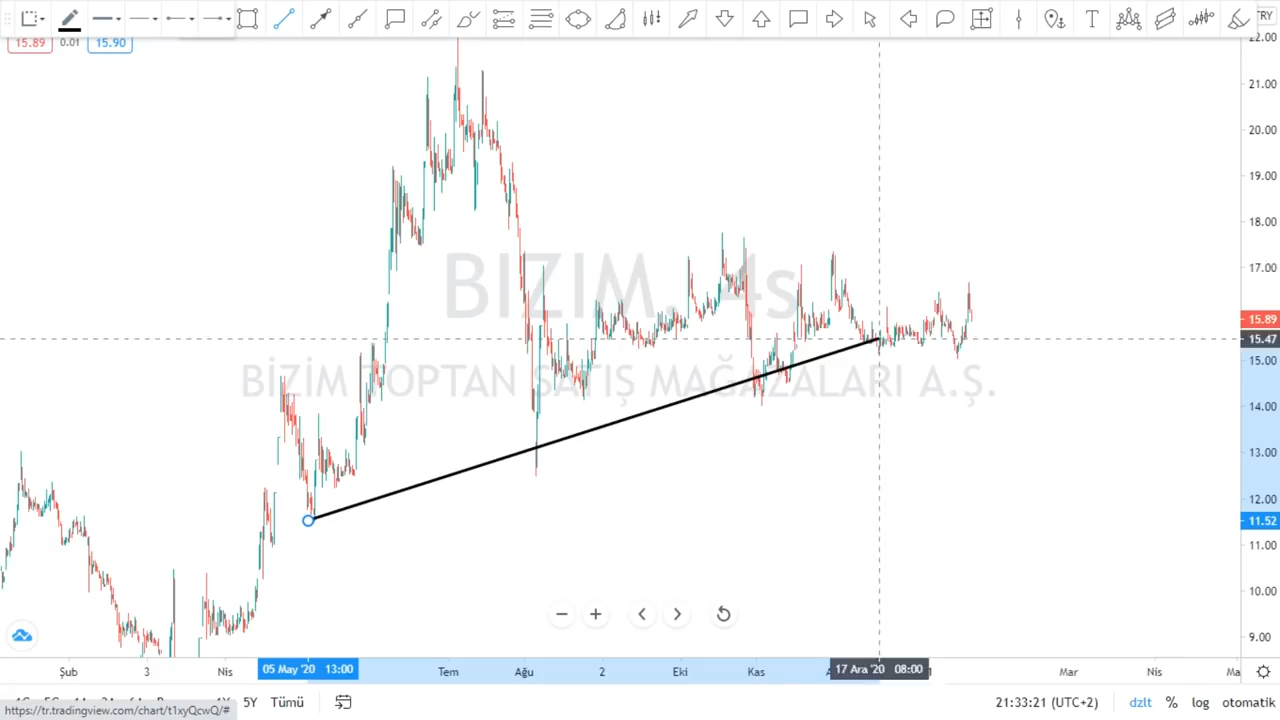 T
TRY
15.89 0.01 15.90
22.00
21.00
20.00
19.00
18.00
17.00
15.89
15.47
15.00
14.00
13.00
12.00
11.52
11.00
10.00
9.00
BIZIM, 4s
BİZİM TOPTAN SATIŞ MAĞAZALARI A.Ş.
Şub 3 Nis 05 May '20 13:00 Tem Ağu 2 Eki Kas 17 Ara '20 08:00 Mar Nis Ma
5Y Tümü 21:33:21 (UTC+2) dzlt % log otomatik
https://tr.tradingview.com/chart/t1xyQcwQ/#